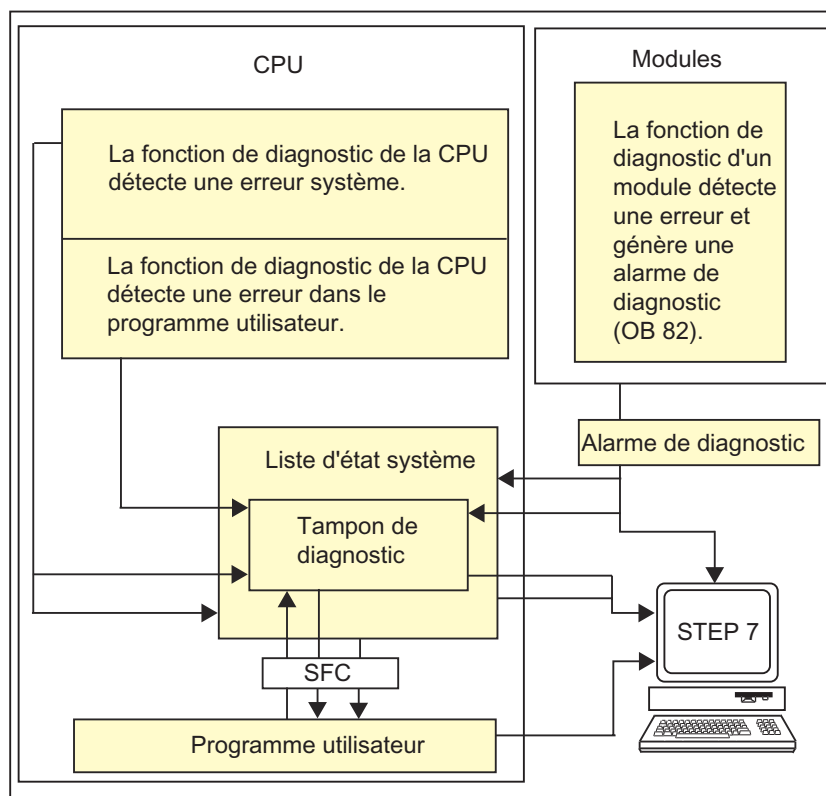 CPU
La fonction de diagnostic de la CPU
détecte une erreur système.
La fonction de diagnostic de la CPU
détecte une erreur dans le
programme utilisateur.
Modules
La fonction de
diagnostic d'un
module détecte
une erreur et
génère une
alarme de
diagnostic
(OB 82).
Alarme de diagnostic
Liste d'état système
Tampon de
diagnostic
STEP 7
SFC
Programme utilisateur